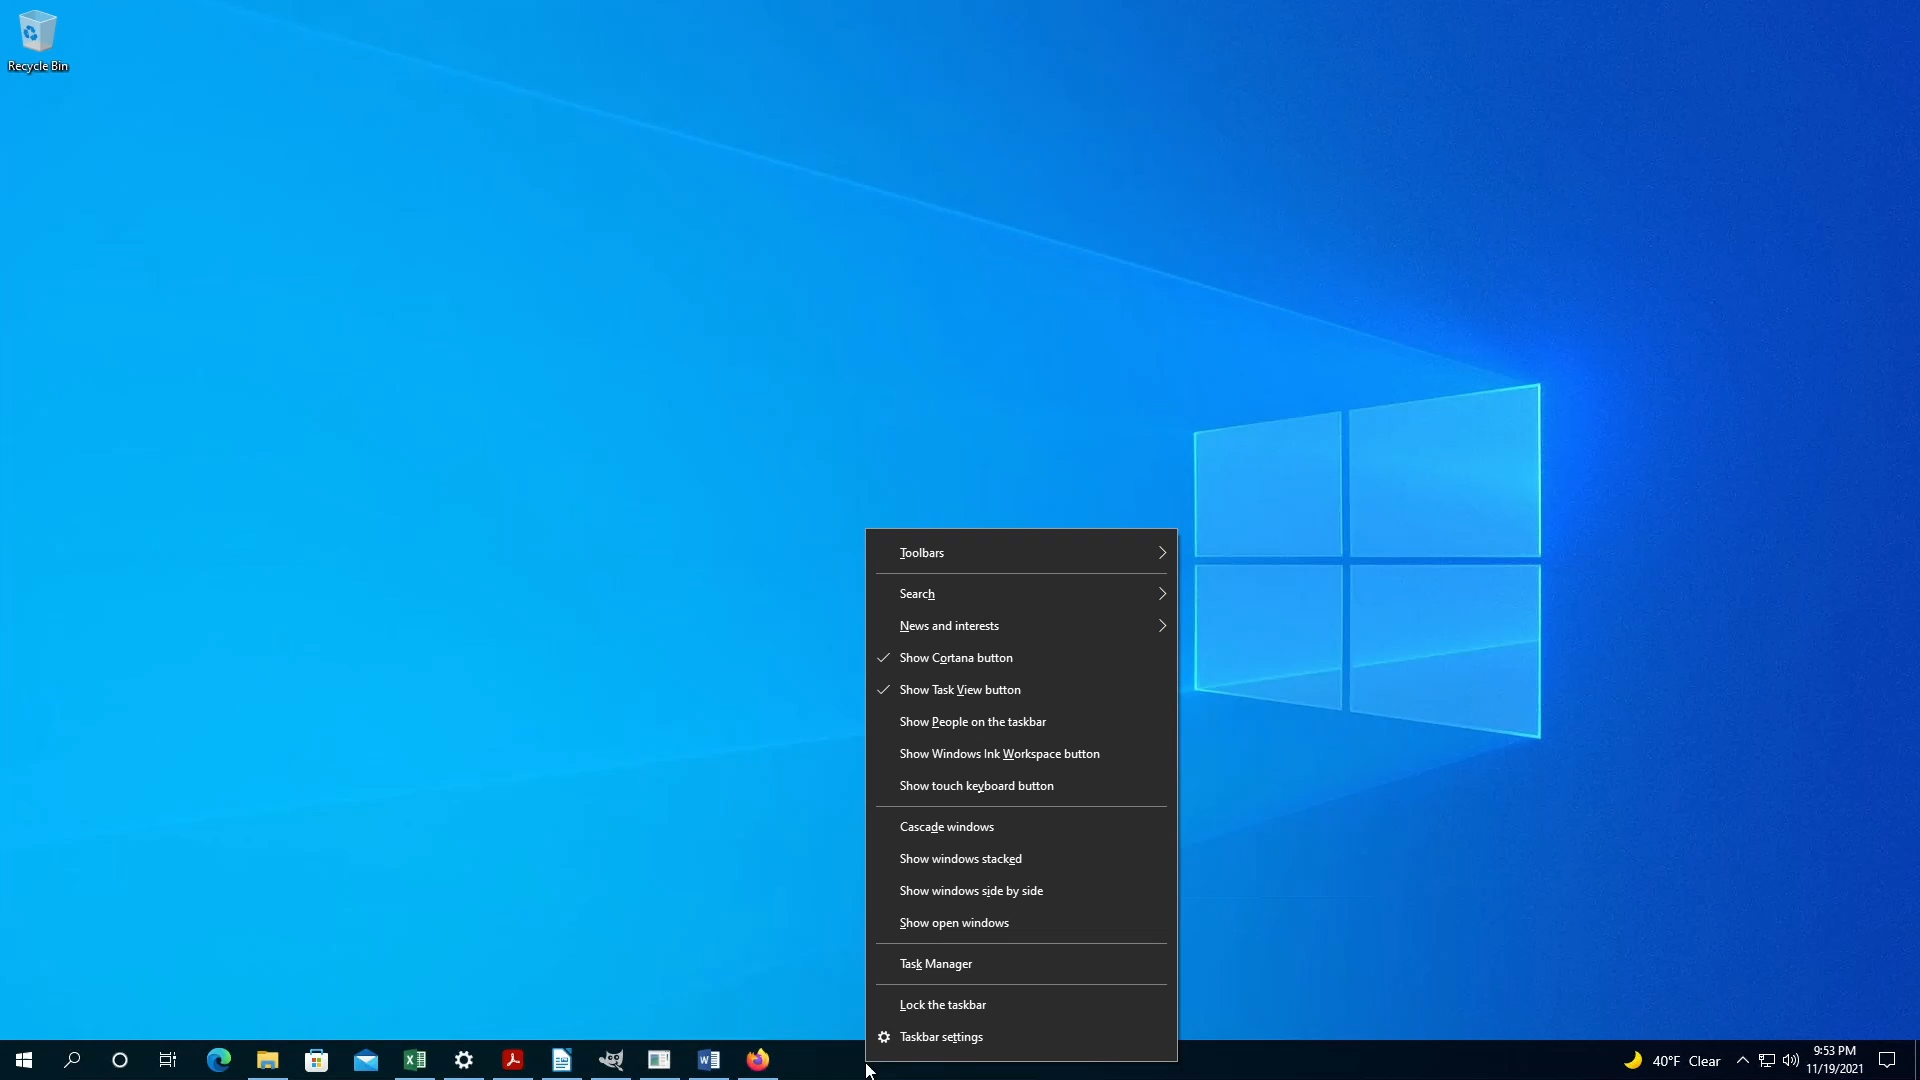 Recycle Bin
Toolbars
Search
News and interests
Show Cortana button
Show Task View button
Show People on the taskbar
Show Windows Ink Workspace button
Show touch keyboard button
Cascade windows
Show windows stacked
Show windows side by side
Show open windows
Task Manager
Lock the taskbar
Taskbar settings
40°F Clear
9:53 PM
11/19/2021